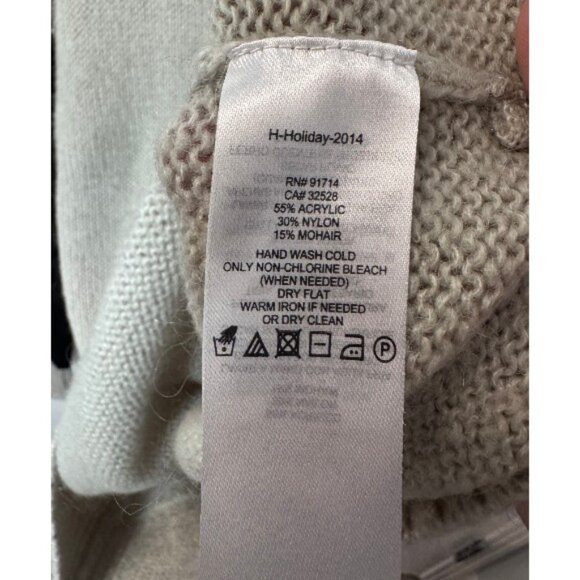 H-Holiday-2014
RN# 91714
CA# 32528
55% ACRYLIC
30% NYLON
15% MOHAIR
HAND WASH COLD
ONLY NON-CHLORINE BLEACH
(WHEN NEEDED)
DRY FLAT
WARM IRON IF NEEDED
OR DRY CLEAN
P